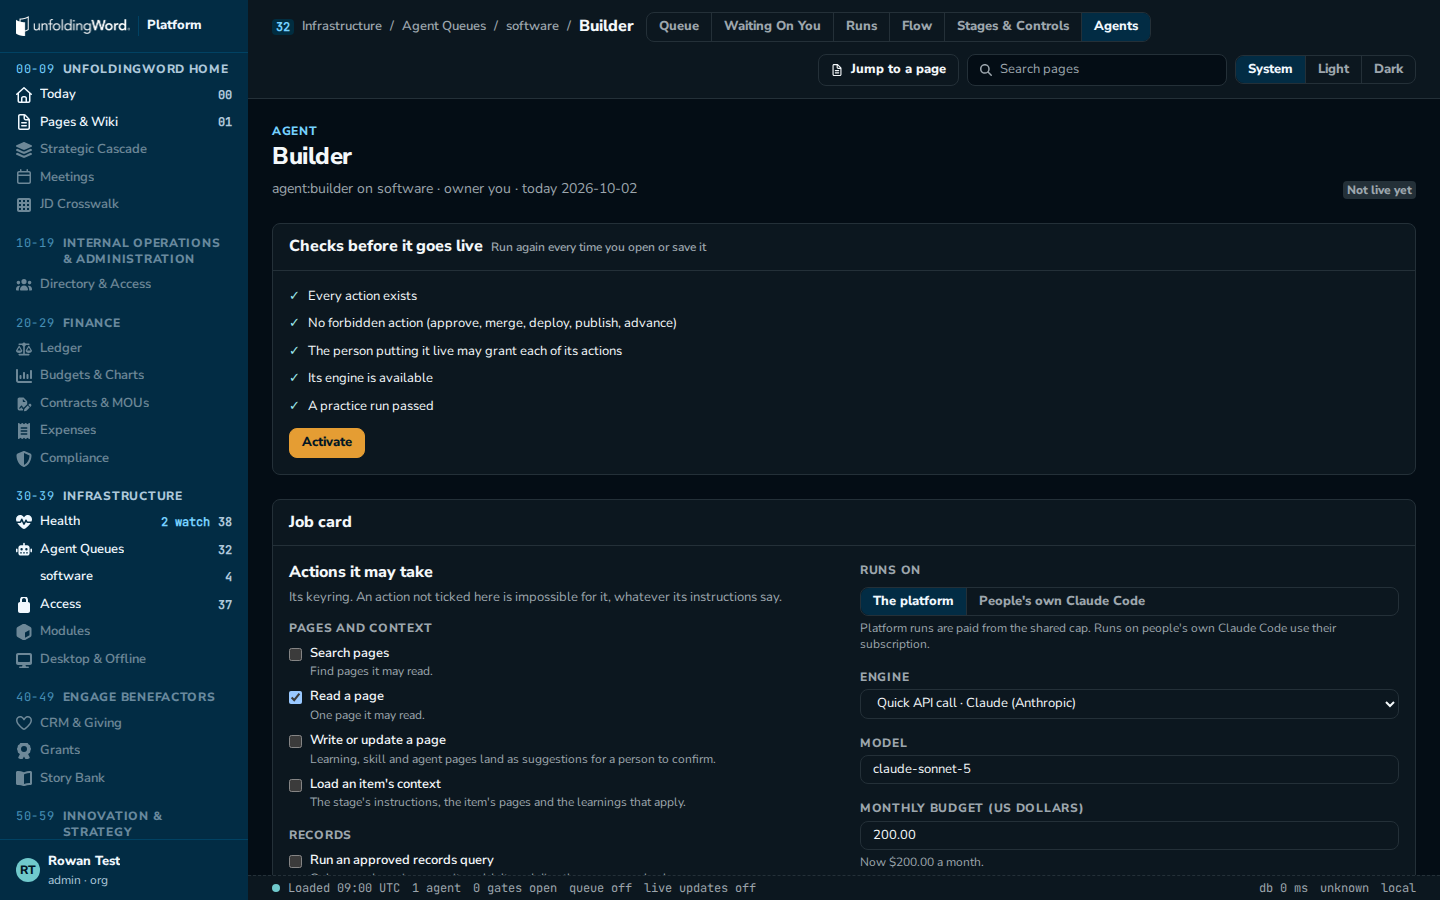 unfoldingWord Platform
00-09 UNFOLDINGWORD HOME
Today 00
Pages & Wiki 01
Strategic Cascade
Meetings
JD Crosswalk
10-19 INTERNAL OPERATIONS
& ADMINISTRATION
Directory & Access
20-29 FINANCE
Ledger
Budgets & Charts
Contracts & MOUs
Expenses
Compliance
30-39 INFRASTRUCTURE
Health 2 watch 38
Agent Queues 32
software 4
Access 37
Modules
Desktop & Offline
40-49 ENGAGE BENEFACTORS
CRM & Giving
Grants
Story Bank
50-59 INNOVATION &
STRATEGY
RT Rowan Test
admin · org
32 Infrastructure / Agent Queues / software / Builder
Queue Waiting On You Runs Flow Stages & Controls Agents
Jump to a page Search pages System Light Dark
AGENT
Builder
agent:builder on software · owner you · today 2026-10-02
Not live yet
Checks before it goes live Run again every time you open or save it
✓ Every action exists
✓ No forbidden action (approve, merge, deploy, publish, advance)
✓ The person putting it live may grant each of its actions
✓ Its engine is available
✓ A practice run passed
Activate
Job card
Actions it may take
Its keyring. An action not ticked here is impossible for it, whatever its instructions say.
PAGES AND CONTEXT
Search pages
Find pages it may read.
Read a page
One page it may read.
Write or update a page
Learning, skill and agent pages land as suggestions for a person to confirm.
Load an item's context
The stage's instructions, the item's pages and the learnings that apply.
RECORDS
Run an approved records query
RUNS ON
The platform People's own Claude Code
Platform runs are paid from the shared cap. Runs on people's own Claude Code use their
subscription.
ENGINE
Quick API call · Claude (Anthropic)
MODEL
claude-sonnet-5
MONTHLY BUDGET (US DOLLARS)
200.00
Now $200.00 a month.
Loaded 09:00 UTC 1 agent 0 gates open queue off live updates off
db 0 ms unknown local